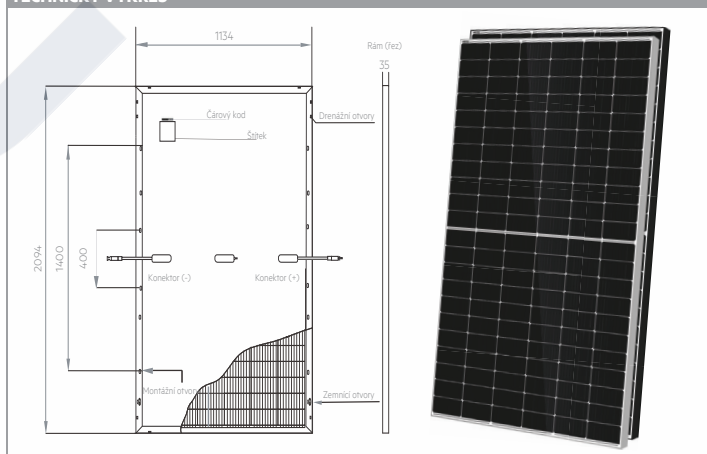 TECHNICKÝ VÝKRES
1134
Rám (řez)
35
Čárový kod
Štítek
Drenážní otvory
2094
1400
400
Konektor (-)
Konektor (+)
Montážní otvory
Zemnicí otvory